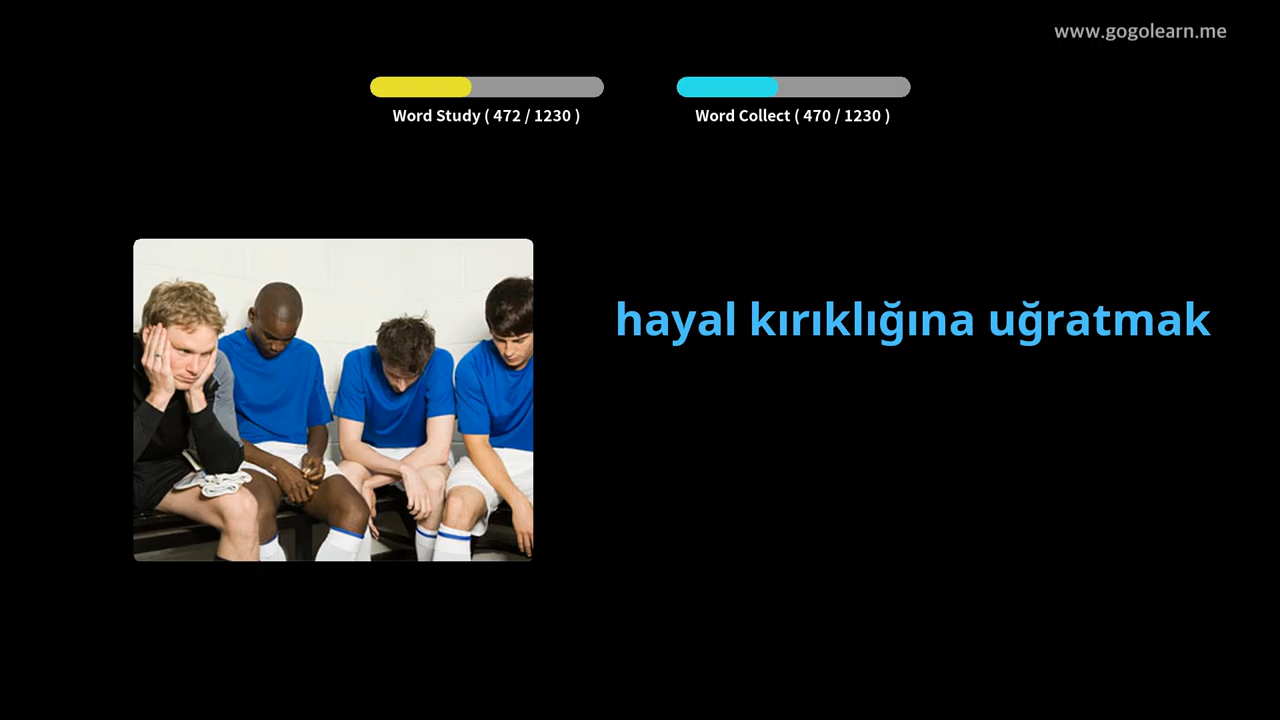 www.gogolearn.me
Word Study ( 472 / 1230 )
Word Collect ( 470 / 1230 )
hayal kırıklığına uğratmak